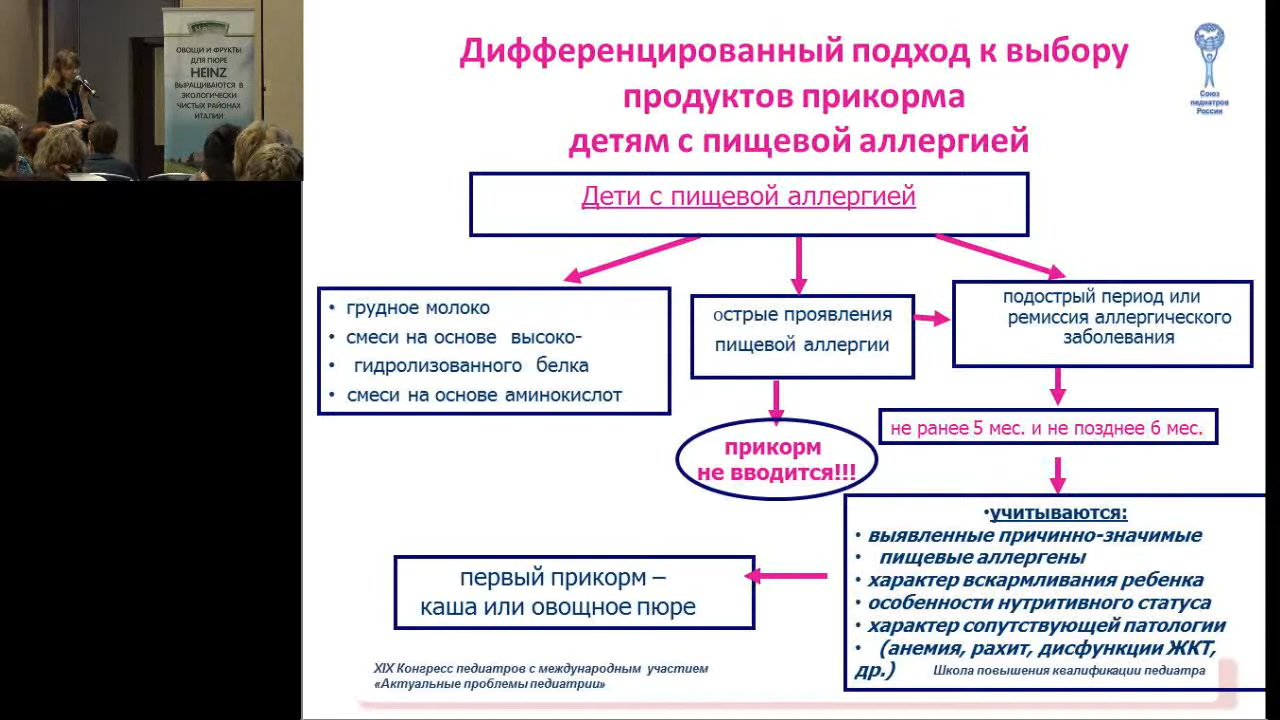 ОВОЩИ И ФРУКТЫ
ДЛЯ ПЮРЕ
HEINZ
ВЫРАЩИВАЮТСЯ В
ЭКОЛОГИЧЕСКИ
ЧИСТЫХ РАЙОНАХ
ИТАЛИИ
Дифференцированный подход к выбору
продуктов прикорма
детям с пищевой аллергией
Союз
педиатров
России
Дети с пищевой аллергией
• грудное молоко
• смеси на основе высоко-
• гидролизованного белка
• смеси на основе аминокислот
острые проявления
пищевой аллергии
подострый период или
ремиссия аллергического
заболевания
прикорм
не вводится!!!
не ранее 5 мес. и не позднее 6 мес.
•учитываются:
• выявленные причинно-значимые
• пищевые аллергены
• характер вскармливания ребенка
• особенности нутритивного статуса
• характер сопутствующей патологии
• (анемия, рахит, дисфункции ЖКТ,
др.)
первый прикорм –
каша или овощное пюре
XIX Конгресс педиатров с международным участием
«Актуальные проблемы педиатрии»
Школа повышения квалификации педиатра